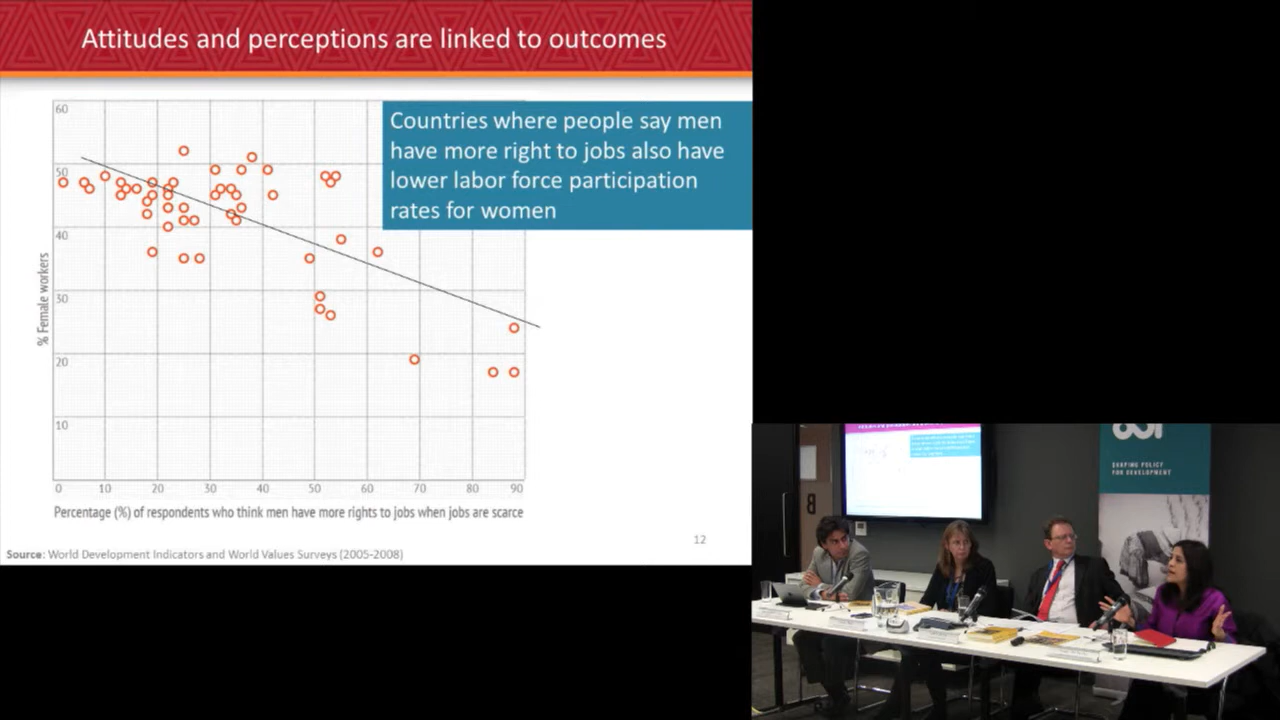 Attitudes and perceptions are linked to outcomes
Countries where people say men
have more right to jobs also have
lower labor force participation
rates for women
60
50
40
30
20
10
% Female workers
0 10 20 30 40 50 60 70 80 90
Percentage (%) of respondents who think men have more rights to jobs when jobs are scarce
12
Source: World Development Indicators and World Values Surveys (2005-2008)
SHAPING POLICY
FOR DEVELOPMENT